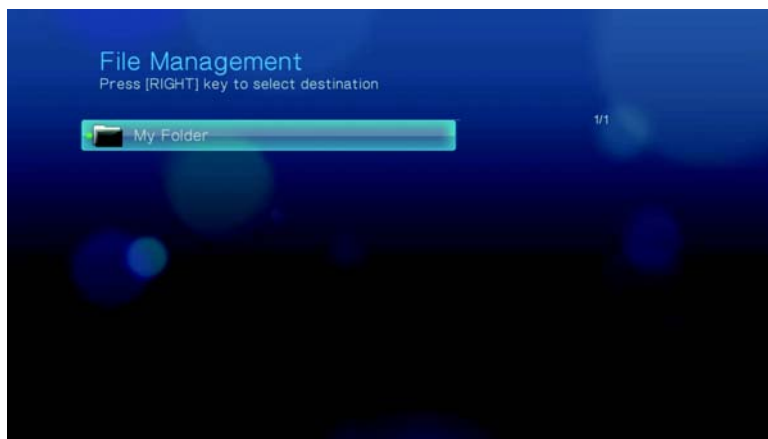 File Management
Press [RIGHT] key to select destination
1/1
My Folder